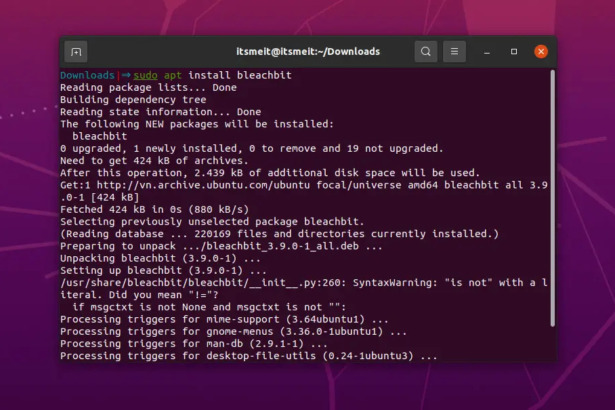 itsmeit@itsmeit:~/Downloads
Downloads|⇒ sudo apt install bleachbit
Reading package lists... Done
Building dependency tree
Reading state information... Done
The following NEW packages will be installed:
  bleachbit
0 upgraded, 1 newly installed, 0 to remove and 19 not upgraded.
Need to get 424 kB of archives.
After this operation, 2.439 kB of additional disk space will be used.
Get:1 http://vn.archive.ubuntu.com/ubuntu focal/universe amd64 bleachbit all 3.9
.0-1 [424 kB]
Fetched 424 kB in 0s (880 kB/s)
Selecting previously unselected package bleachbit.
(Reading database ... 220169 files and directories currently installed.)
Preparing to unpack .../bleachbit_3.9.0-1_all.deb ...
Unpacking bleachbit (3.9.0-1) ...
Setting up bleachbit (3.9.0-1) ...
/usr/share/bleachbit/bleachbit/__init__.py:260: SyntaxWarning: "is not" with a l
iteral. Did you mean "!="?
  if msgctxt is not None and msgctxt is not "":
Processing triggers for mime-support (3.64ubuntu1) ...
Processing triggers for gnome-menus (3.36.0-1ubuntu1) ...
Processing triggers for man-db (2.9.1-1) ...
Processing triggers for desktop-file-utils (0.24-1ubuntu3) ...